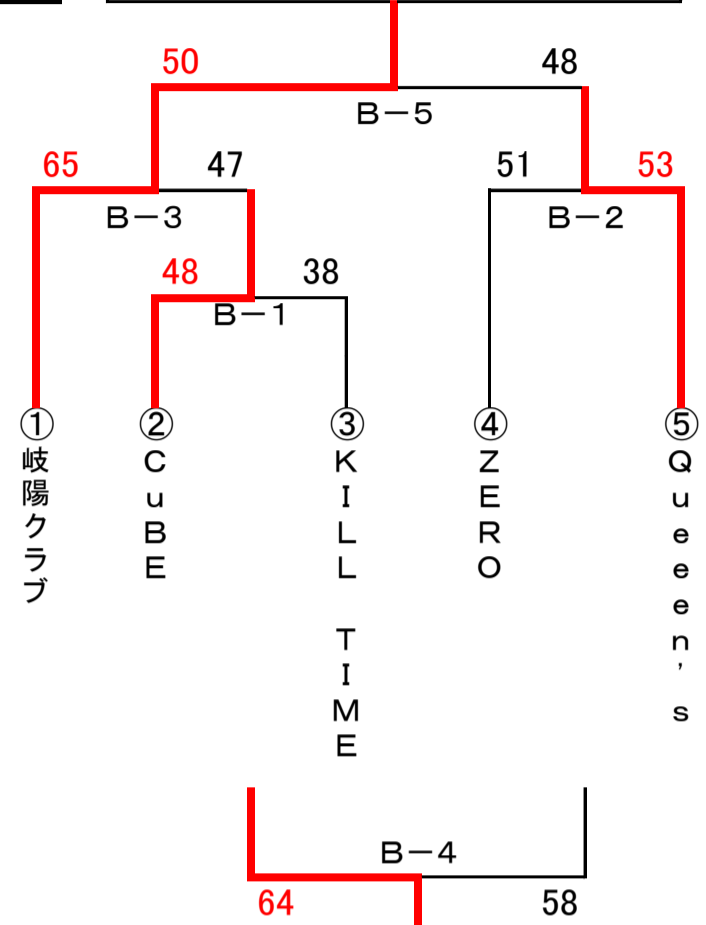 50 48
B－5
65 47 51 53
B－3 B－2
48 38
B－1
① ② ③ ④ ⑤
岐陽クラブ
CuBE
KILL TIME
ZERO
Queeen's
B－4
64 58